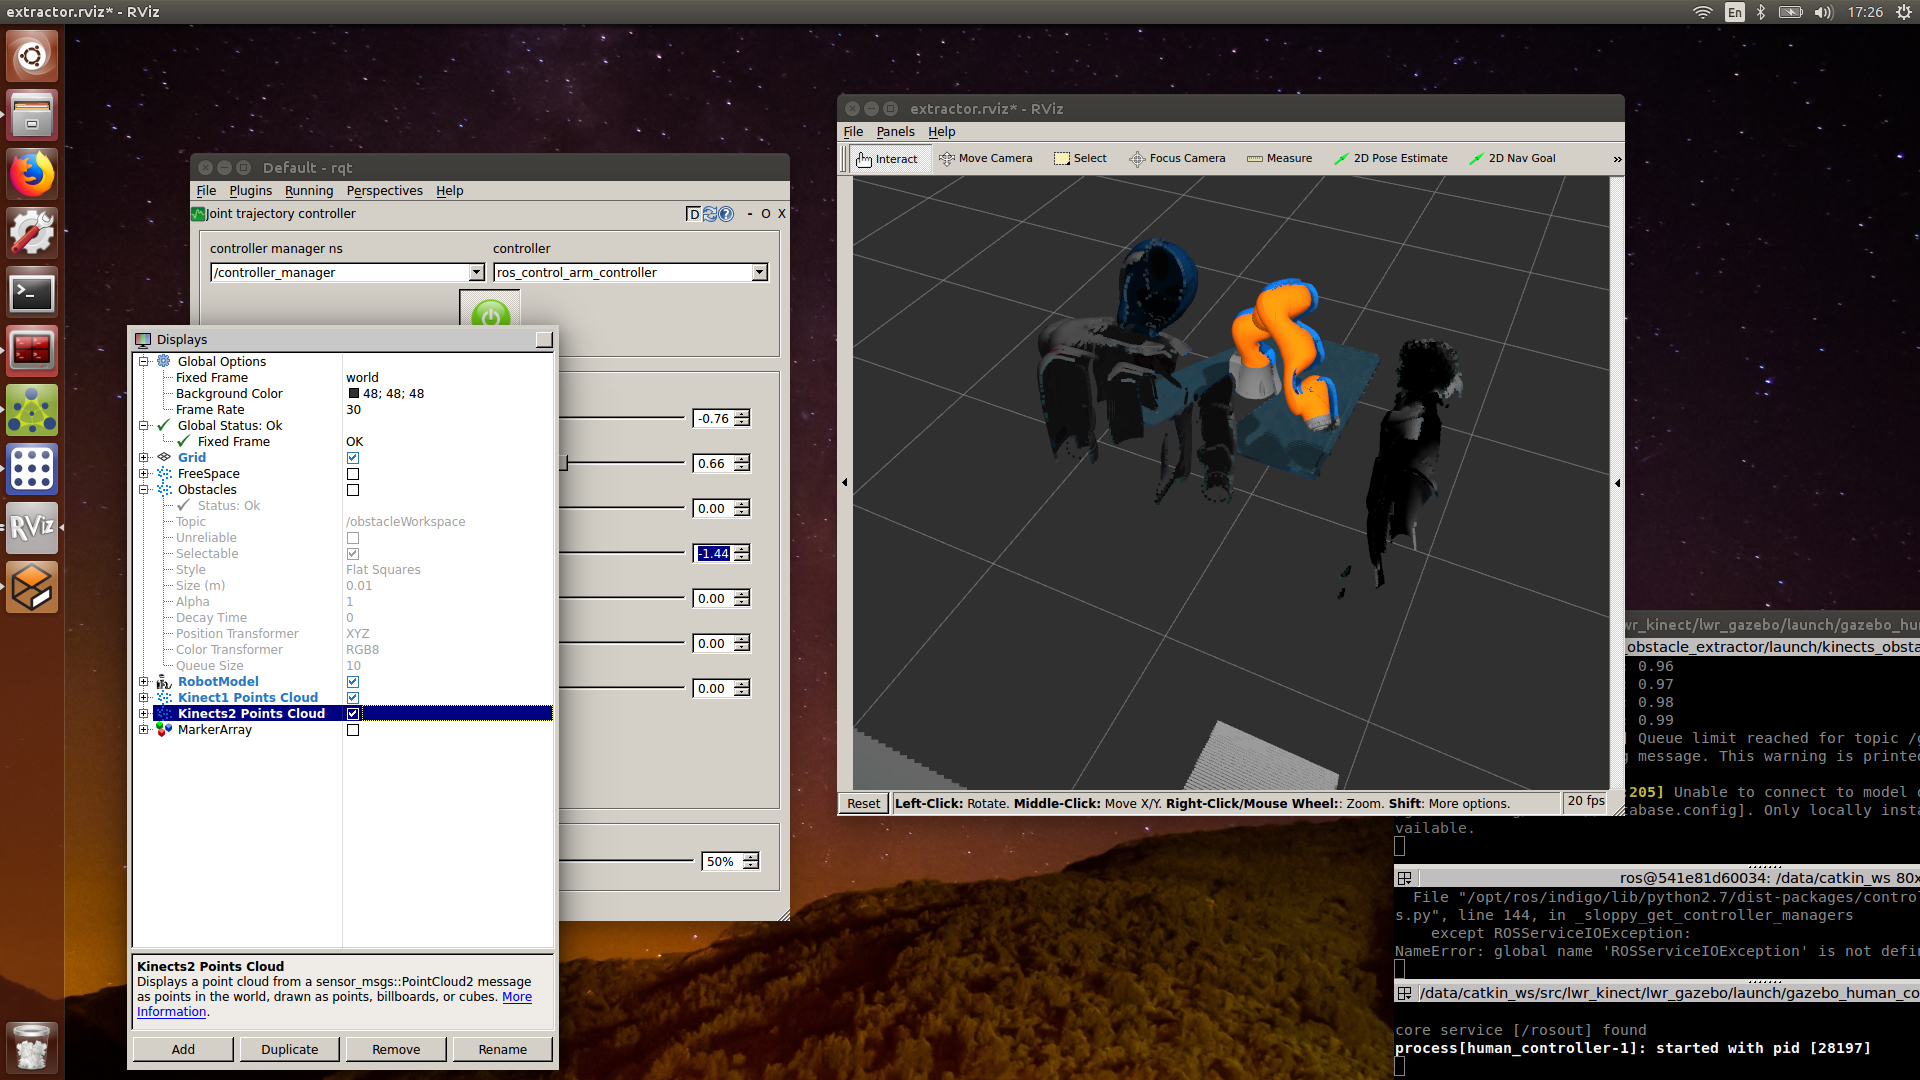 extractor.rviz* - RViz
En
17:26
Default - rqt
File Plugins Running Perspectives Help
Joint trajectory controller
D
- O X
controller manager ns
controller
/controller_manager
ros_control_arm_controller
-0.76
0.66
0.00
-1.44
0.00
0.00
0.00
50%
RViz
Displays
Global Options
Fixed Frame world
Background Color 48; 48; 48
Frame Rate 30
Global Status: Ok
Fixed Frame OK
Grid
FreeSpace
Obstacles
Status: Ok
Topic /obstacleWorkspace
Unreliable
Selectable
Style Flat Squares
Size (m) 0.01
Alpha 1
Decay Time 0
Position Transformer XYZ
Color Transformer RGB8
Queue Size 10
RobotModel
Kinect1 Points Cloud
Kinects2 Points Cloud
MarkerArray
Kinects2 Points Cloud
Displays a point cloud from a sensor_msgs::PointCloud2 message
as points in the world, drawn as points, billboards, or cubes. More
Information.
Add Duplicate Remove Rename
extractor.rviz* - RViz
File Panels Help
Interact Move Camera Select Focus Camera Measure 2D Pose Estimate 2D Nav Goal »
Reset
Left-Click: Rotate. Middle-Click: Move X/Y. Right-Click/Mouse Wheel:: Zoom. Shift: More options.
20 fps
wr_kinect/lwr_gazebo/launch/gazebo_hu
_obstacle_extractor/launch/kinects_obsta
: 0.96
: 0.97
: 0.98
: 0.99
] Queue limit reached for topic /g
g message. This warning is printed
:205] Unable to connect to model d
tabase.config]. Only locally insta
vailable.
ros@541e81d60034: /data/catkin_ws 80x
File "/opt/ros/indigo/lib/python2.7/dist-packages/contro
s.py", line 144, in _sloppy_get_controller_managers
except ROSServiceIOException:
NameError: global name 'ROSServiceIOException' is not defin
/data/catkin_ws/src/lwr_kinect/lwr_gazebo/launch/gazebo_human_co
core service [/rosout] found
process[human_controller-1]: started with pid [28197]